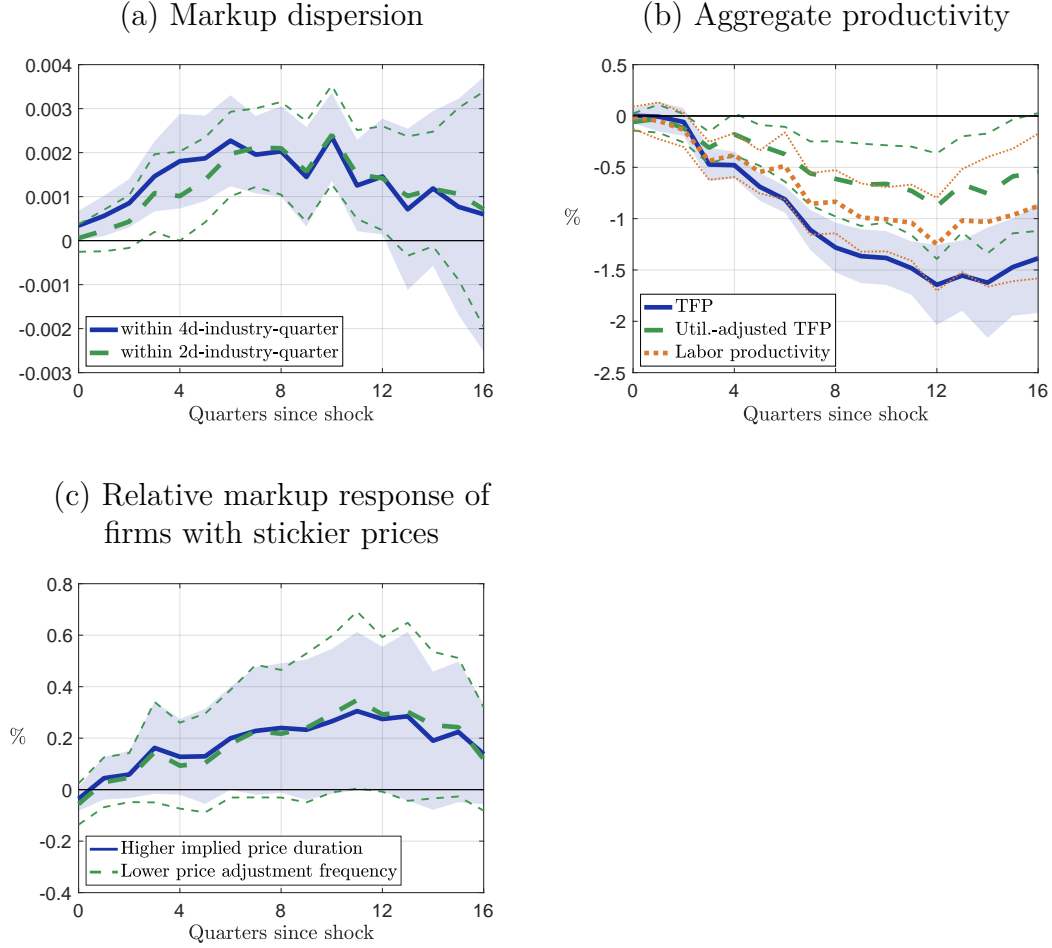 (a) Markup dispersion
0.004
0.003
0.002
0.001
0
-0.001
-0.002
-0.003
within 4d-industry-quarter
within 2d-industry-quarter
0 4 8 12 16
Quarters since shock
(b) Aggregate productivity
0.5
0
-0.5
-1
-1.5
-2
-2.5
%
TFP
Util.-adjusted TFP
Labor productivity
0 4 8 12 16
Quarters since shock
(c) Relative markup response of
firms with stickier prices
0.8
0.6
0.4
0.2
0
-0.2
-0.4
%
Higher implied price duration
Lower price adjustment frequency
0 4 8 12 16
Quarters since shock